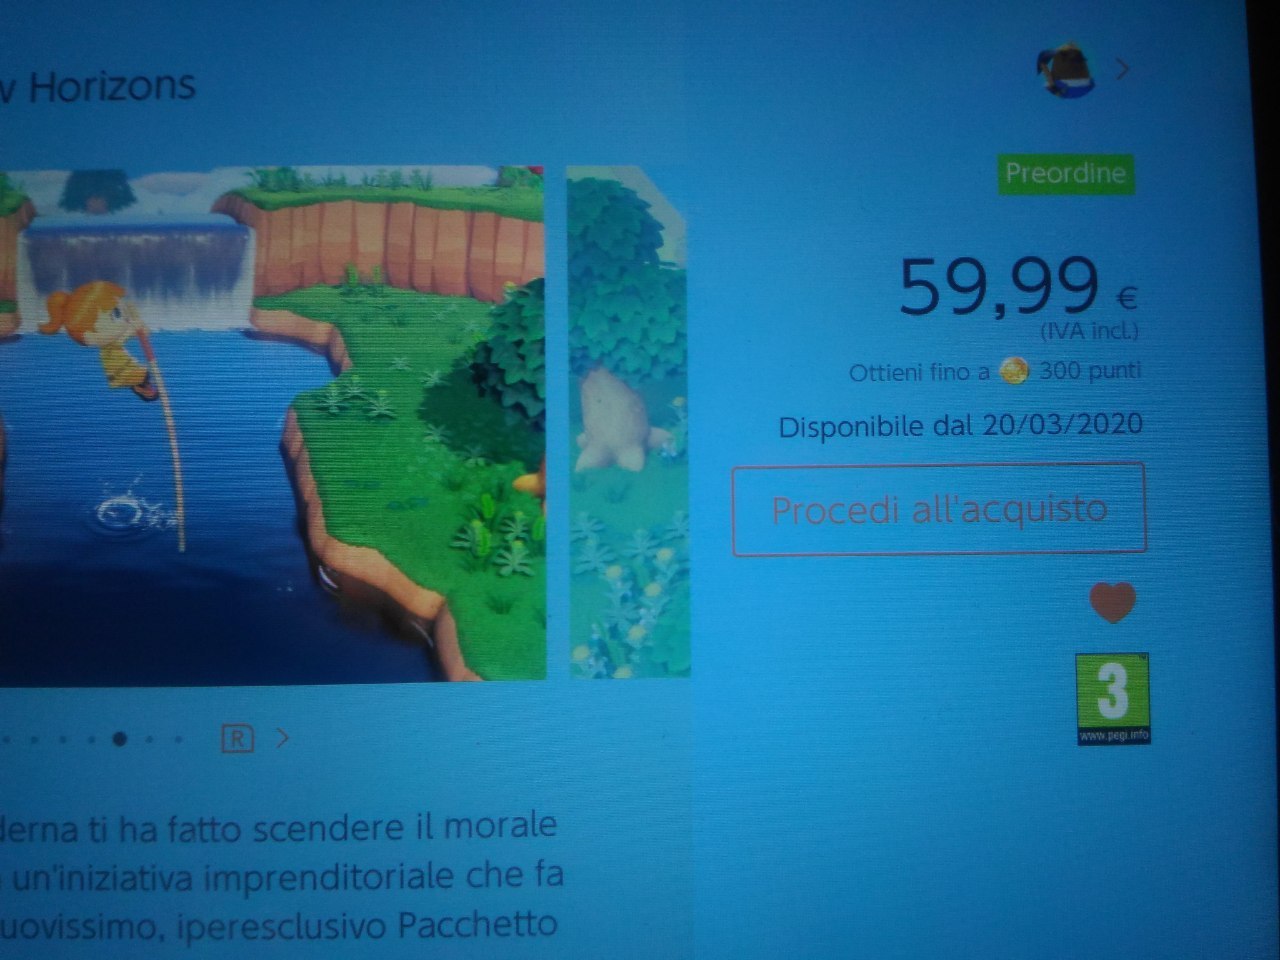 w Horizons
Preordine
59,99 €
(IVA incl.)
Ottieni fino a 300 punti
Disponibile dal 20/03/2020
Procedi all'acquisto
3
www.pegi.info
R
derna ti ha fatto scendere il morale
un'iniziativa imprenditoriale che fa
uovissimo, iperesclusivo Pacchetto